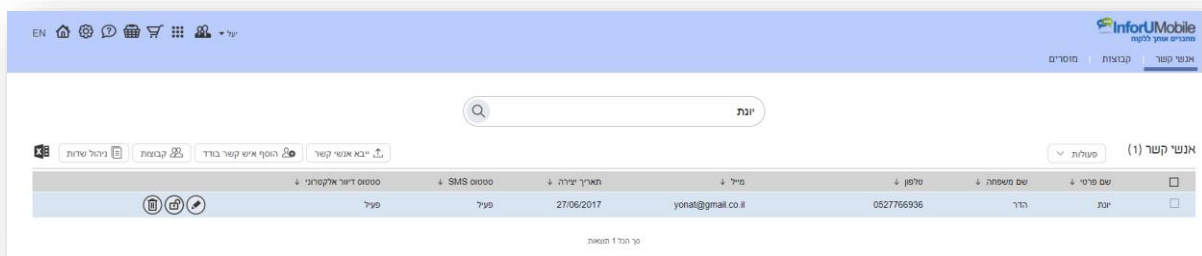 InforUMobile
מחברים אותך ללקוח
יעל
EN
אנשי קשר | קבוצות | מוסרים
יונת
אנשי קשר (1)
פעולות
ייבא אנשי קשר
הוסף איש קשר בודד
קבוצות
ניהול שדות
שם פרטי שם משפחה טלפון מייל תאריך יצירה סטטוס SMS סטטוס דיוור אלקטרוני
יונת הדר 0527766936 yonat@gmail.co.il 27/06/2017 פעיל פעיל
סך הכל 1 תוצאות